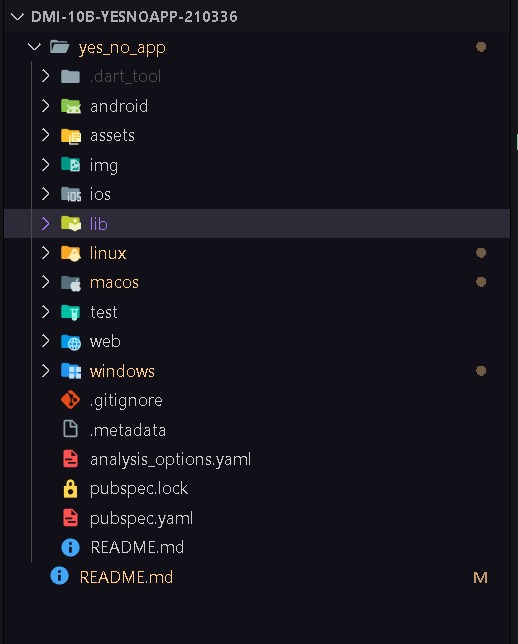 DMI-10B-YESNOAPP-210336
yes_no_app
.dart_tool
android
assets
img
ios
lib
linux
macos
test
web
windows
.gitignore
.metadata
analysis_options.yaml
pubspec.lock
pubspec.yaml
README.md
README.md M